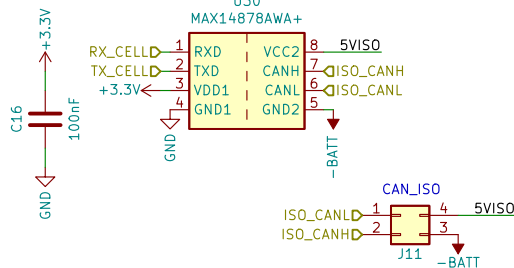 U30
MAX14878AWA+
+3.3V
C16
100nF
GND
RX_CELL 1 RXD VCC2 8 5VISO
TX_CELL 2 TXD CANH 7 ISO_CANH
+3.3V 3 VDD1 CANL 6 ISO_CANL
4 GND1 GND2 5
GND
-BATT
CAN_ISO
ISO_CANL 1 4 5VISO
ISO_CANH 2 3
J11
-BATT